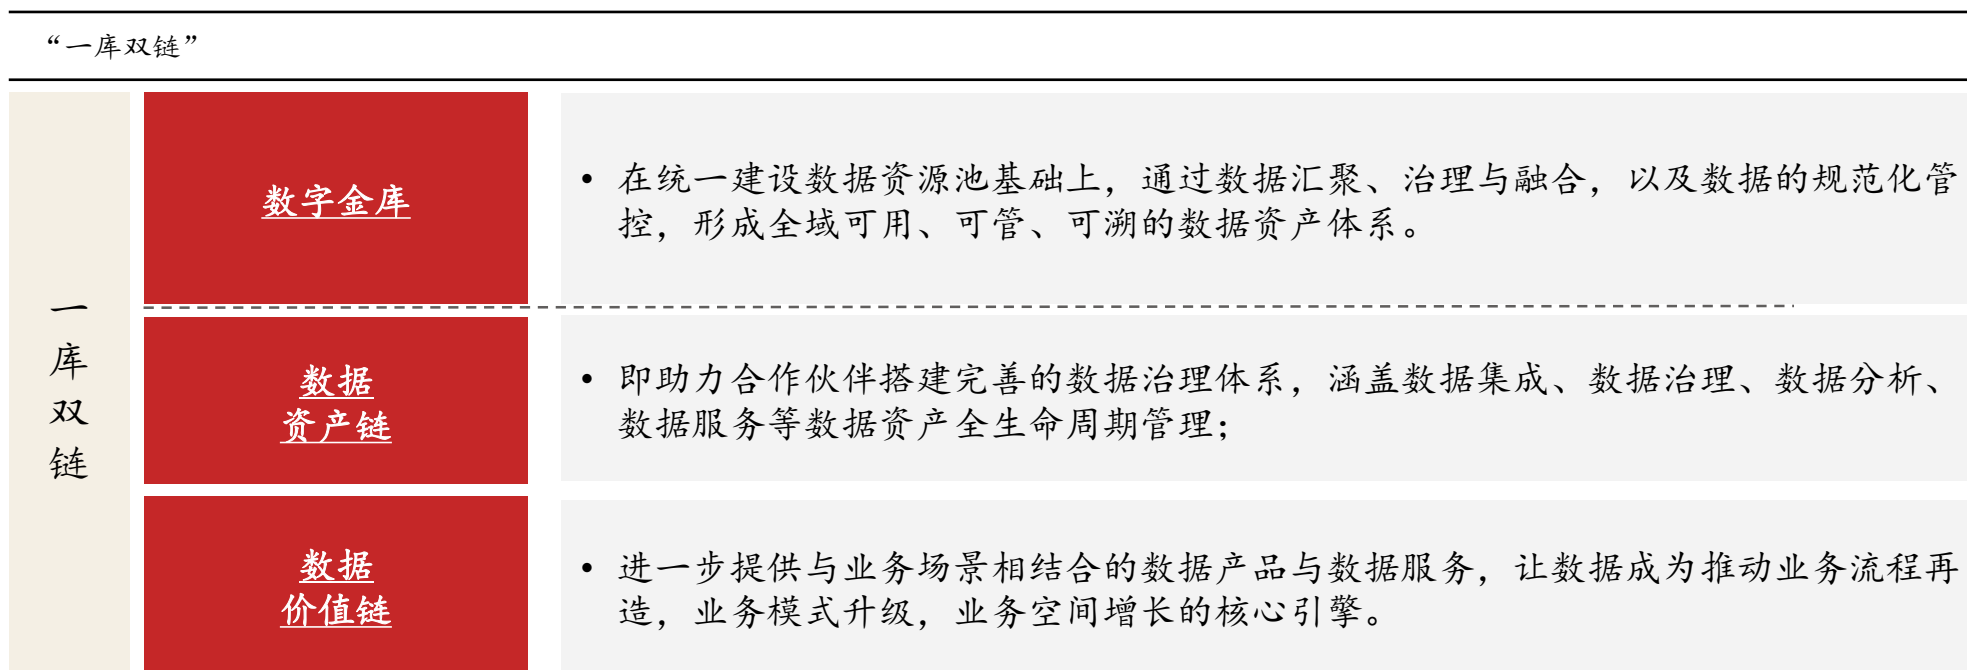 “一库双链”
一
库
双
链
数字金库
• 在统一建设数据资源池基础上，通过数据汇聚、治理与融合，以及数据的规范化管
控，形成全域可用、可管、可溯的数据资产体系。
数据
资产链
• 即助力合作伙伴搭建完善的数据治理体系，涵盖数据集成、数据治理、数据分析、
数据服务等数据资产全生命周期管理；
数据
价值链
• 进一步提供与业务场景相结合的数据产品与数据服务，让数据成为推动业务流程再
造，业务模式升级，业务空间增长的核心引擎。